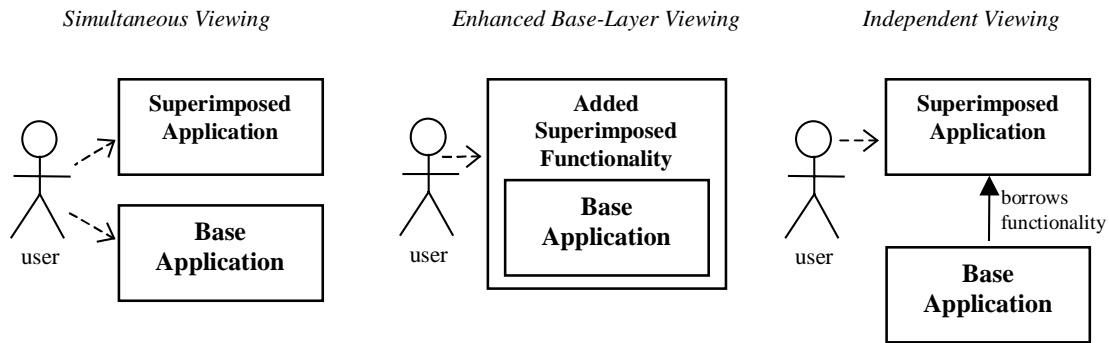 Simultaneous Viewing
Superimposed
Application
Base
Application
user
Enhanced Base-Layer Viewing
Added
Superimposed
Functionality
Base
Application
user
Independent Viewing
Superimposed
Application
borrows
functionality
user
Base
Application